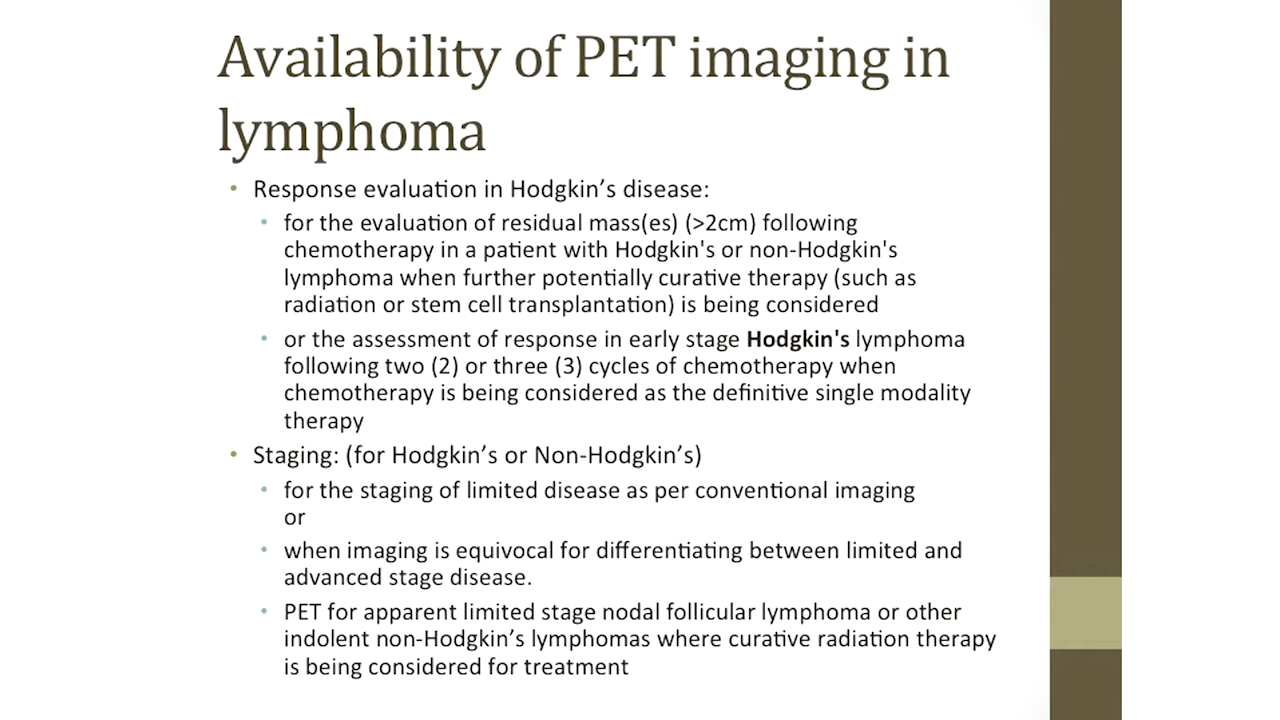 Availability of PET imaging in
lymphoma
• Response evaluation in Hodgkin’s disease:
• for the evaluation of residual mass(es) (>2cm) following
chemotherapy in a patient with Hodgkin's or non-Hodgkin's
lymphoma when further potentially curative therapy (such as
radiation or stem cell transplantation) is being considered
• or the assessment of response in early stage Hodgkin's lymphoma
following two (2) or three (3) cycles of chemotherapy when
chemotherapy is being considered as the definitive single modality
therapy
• Staging: (for Hodgkin’s or Non-Hodgkin’s)
• for the staging of limited disease as per conventional imaging
or
• when imaging is equivocal for differentiating between limited and
advanced stage disease.
• PET for apparent limited stage nodal follicular lymphoma or other
indolent non-Hodgkin’s lymphomas where curative radiation therapy
is being considered for treatment